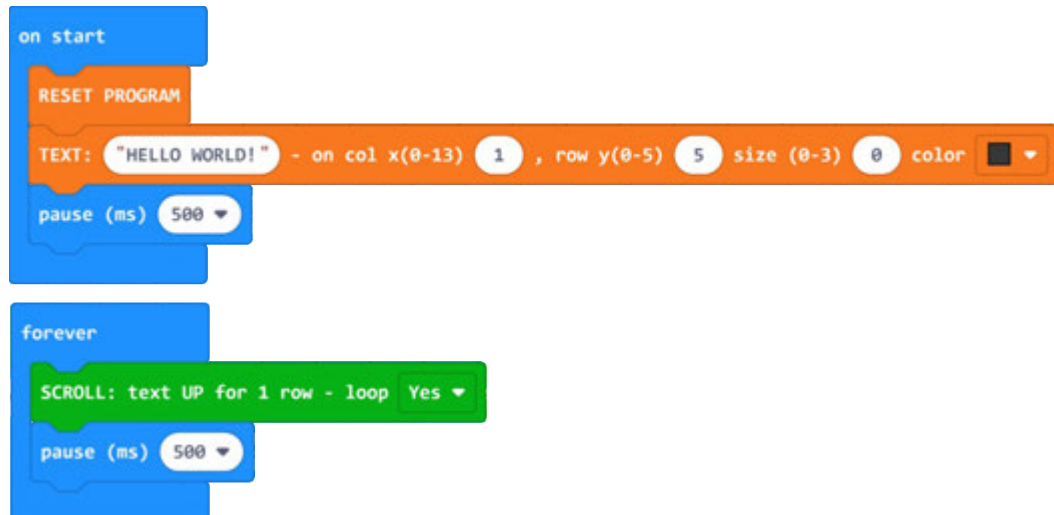 on start
RESET PROGRAM
TEXT: "HELLO WORLD!" - on col x(0-13) 1 , row y(0-5) 5 size (0-3) 0 color
pause (ms) 500
forever
SCROLL: text UP for 1 row - loop Yes
pause (ms) 500